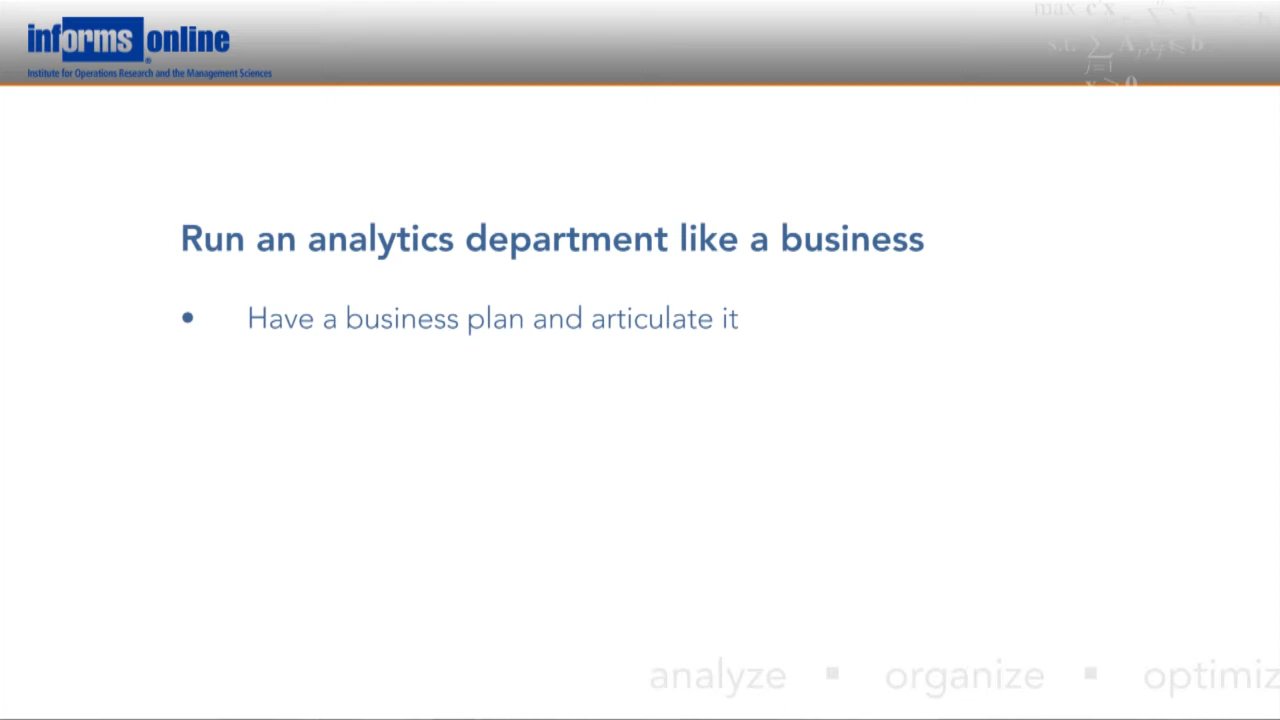 informs online
®
Institute for Operations Research and the Management Sciences
max c'x
Run an analytics department like a business
• Have a business plan and articulate it
analyze ▪ organize ▪ optimiz